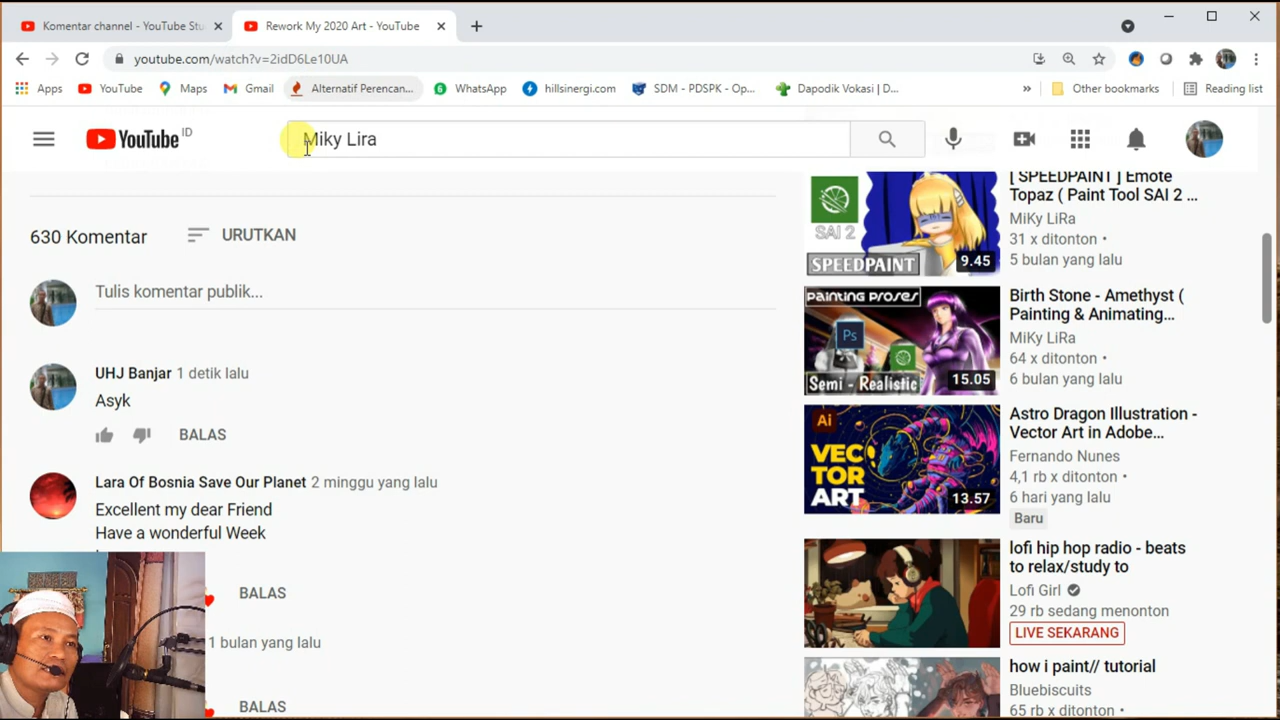 Komentar channel - YouTube Stu
Rework My 2020 Art - YouTube
youtube.com/watch?v=2idD6Le10UA
Apps
YouTube
Maps
Gmail
Alternatif Perencan...
WhatsApp
hillsinergi.com
SDM - PDSPK - Op...
Dapodik Vokasi | D...
»
Other bookmarks
Reading list
YouTube ID
Miky Lira
630 Komentar
URUTKAN
Tulis komentar publik...
UHJ Banjar 1 detik lalu
Asyk
BALAS
Lara Of Bosnia Save Our Planet 2 minggu yang lalu
Excellent my dear Friend
Have a wonderful Week
BALAS
1 bulan yang lalu
BALAS
SAI 2
SPEEDPAINT
9.45
[ SPEEDPAINT ] Emote
Topaz ( Paint Tool SAI 2 ...
MiKy LiRa
31 x ditonton •
5 bulan yang lalu
PAINTING PROSES
Ps
Semi - Realistic
15.05
Birth Stone - Amethyst (
Painting & Animating...
MiKy LiRa
64 x ditonton •
6 bulan yang lalu
Ai
VEC
TOR
ART
13.57
Astro Dragon Illustration -
Vector Art in Adobe...
Fernando Nunes
4,1 rb x ditonton •
6 hari yang lalu
Baru
lofi hip hop radio - beats
to relax/study to
Lofi Girl
29 rb sedang menonton
LIVE SEKARANG
how i paint// tutorial
Bluebiscuits
65 rb x ditonton •